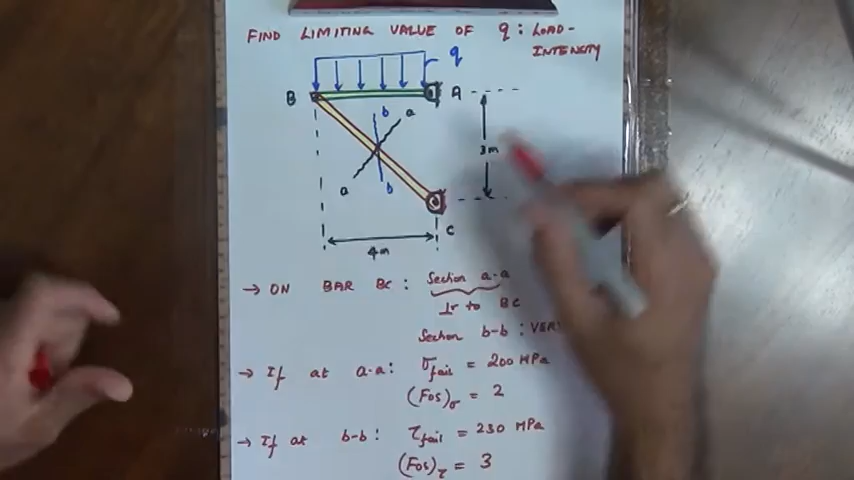 FIND LIMITING VALUE OF q : LOAD-
INTENSITY
q
B
A
b
a
3m
a
b
C
4m
→ ON BAR BC : Section a-a
⊥r to BC
Section b-b :
→ If at a-a : σfail = 200 MPa
(FoS)σ = 2
→ If at b-b : τfail = 230 MPa
(FoS)τ = 3